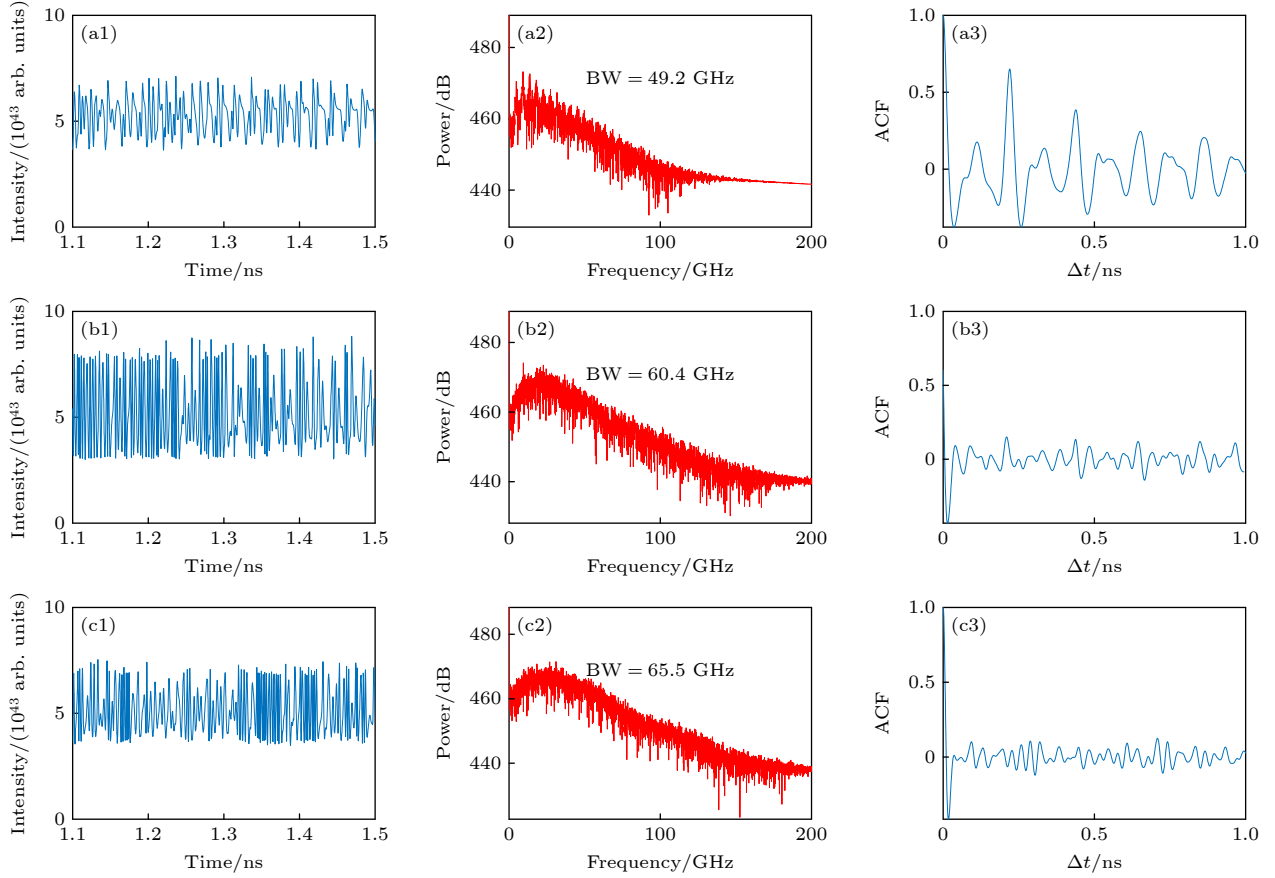 (a1)
10
5
0
1.1 1.2 1.3 1.4 1.5
Time/ns
Intensity/(10⁴³ arb. units)
(a2)
BW = 49.2 GHz
480
460
440
0 100 200
Frequency/GHz
Power/dB
(a3)
1.0
0.5
0
0 0.5 1.0
Δt/ns
ACF
(b1)
10
5
0
1.1 1.2 1.3 1.4 1.5
Time/ns
Intensity/(10⁴³ arb. units)
(b2)
BW = 60.4 GHz
480
460
440
0 100 200
Frequency/GHz
Power/dB
(b3)
1.0
0.5
0
0 0.5 1.0
Δt/ns
ACF
(c1)
10
5
0
1.1 1.2 1.3 1.4 1.5
Time/ns
Intensity/(10⁴³ arb. units)
(c2)
BW = 65.5 GHz
480
460
440
0 100 200
Frequency/GHz
Power/dB
(c3)
1.0
0.5
0
0 0.5 1.0
Δt/ns
ACF